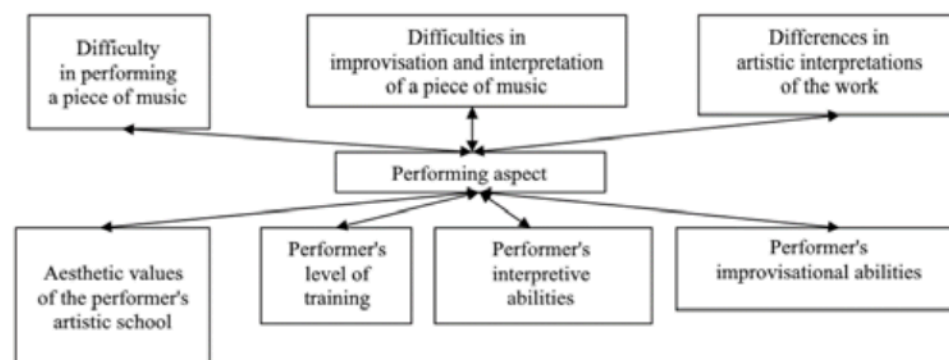 Difficulty
in performing
a piece of music
Difficulties in
improvisation and interpretation
of a piece of music
Differences in
artistic interpretations
of the work
Performing aspect
Aesthetic values
of the performer's
artistic school
Performer's
level of
training
Performer's
interpretive
abilities
Performer's
improvisational abilities